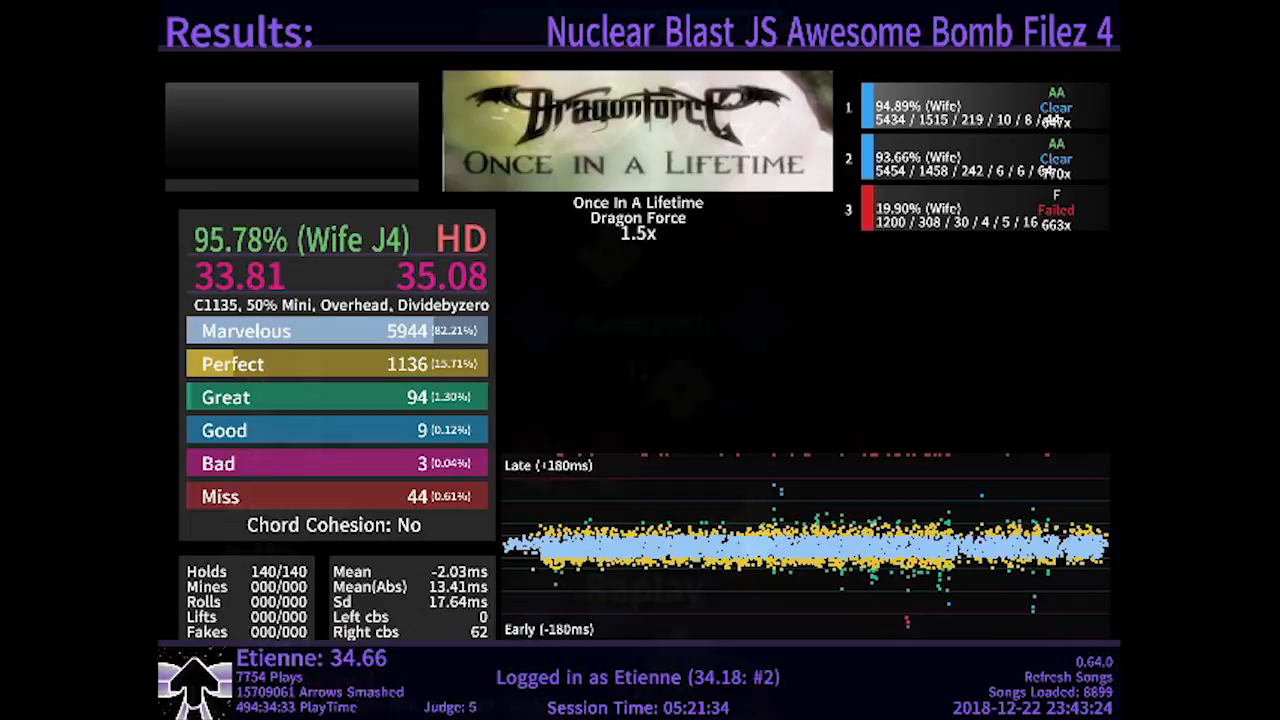 Results:
Nuclear Blast JS Awesome Bomb Filez 4
DragonForce
ONCE IN A LIFETIME
Once In A Lifetime
Dragon Force
1.5x
1
94.89% (Wife)
AA
Clear
5434 / 1515 / 219 / 10 / 8 /
647x
2
93.66% (Wife)
AA
Clear
5454 / 1458 / 242 / 6 / 6 /
770x
3
19.90% (Wife)
F
Failed
1200 / 308 / 30 / 4 / 5 / 16
663x
95.78% (Wife J4) HD
33.81 35.08
C1135, 50% Mini, Overhead, Dividebyzero
Marvelous 5944 (82.21%)
Perfect 1136 (15.71%)
Great 94 (1.30%)
Good 9 (0.12%)
Bad 3 (0.04%)
Miss 44 (0.61%)
Chord Cohesion: No
Holds 140/140
Mines 000/000
Rolls 000/000
Lifts 000/000
Fakes 000/000
Mean -2.03ms
Mean(Abs) 13.41ms
Sd 17.64ms
Left cbs 0
Right cbs 62
Late (+180ms)
Replay
Early (-180ms)
Etienne: 34.66
7754 Plays
15709061 Arrows Smashed
494:34:33 PlayTime
Judge: 5
Logged in as Etienne (34.18: #2)
Session Time: 05:21:34
0.64.0
Refresh Songs
Songs Loaded: 8899
2018-12-22 23:43:24